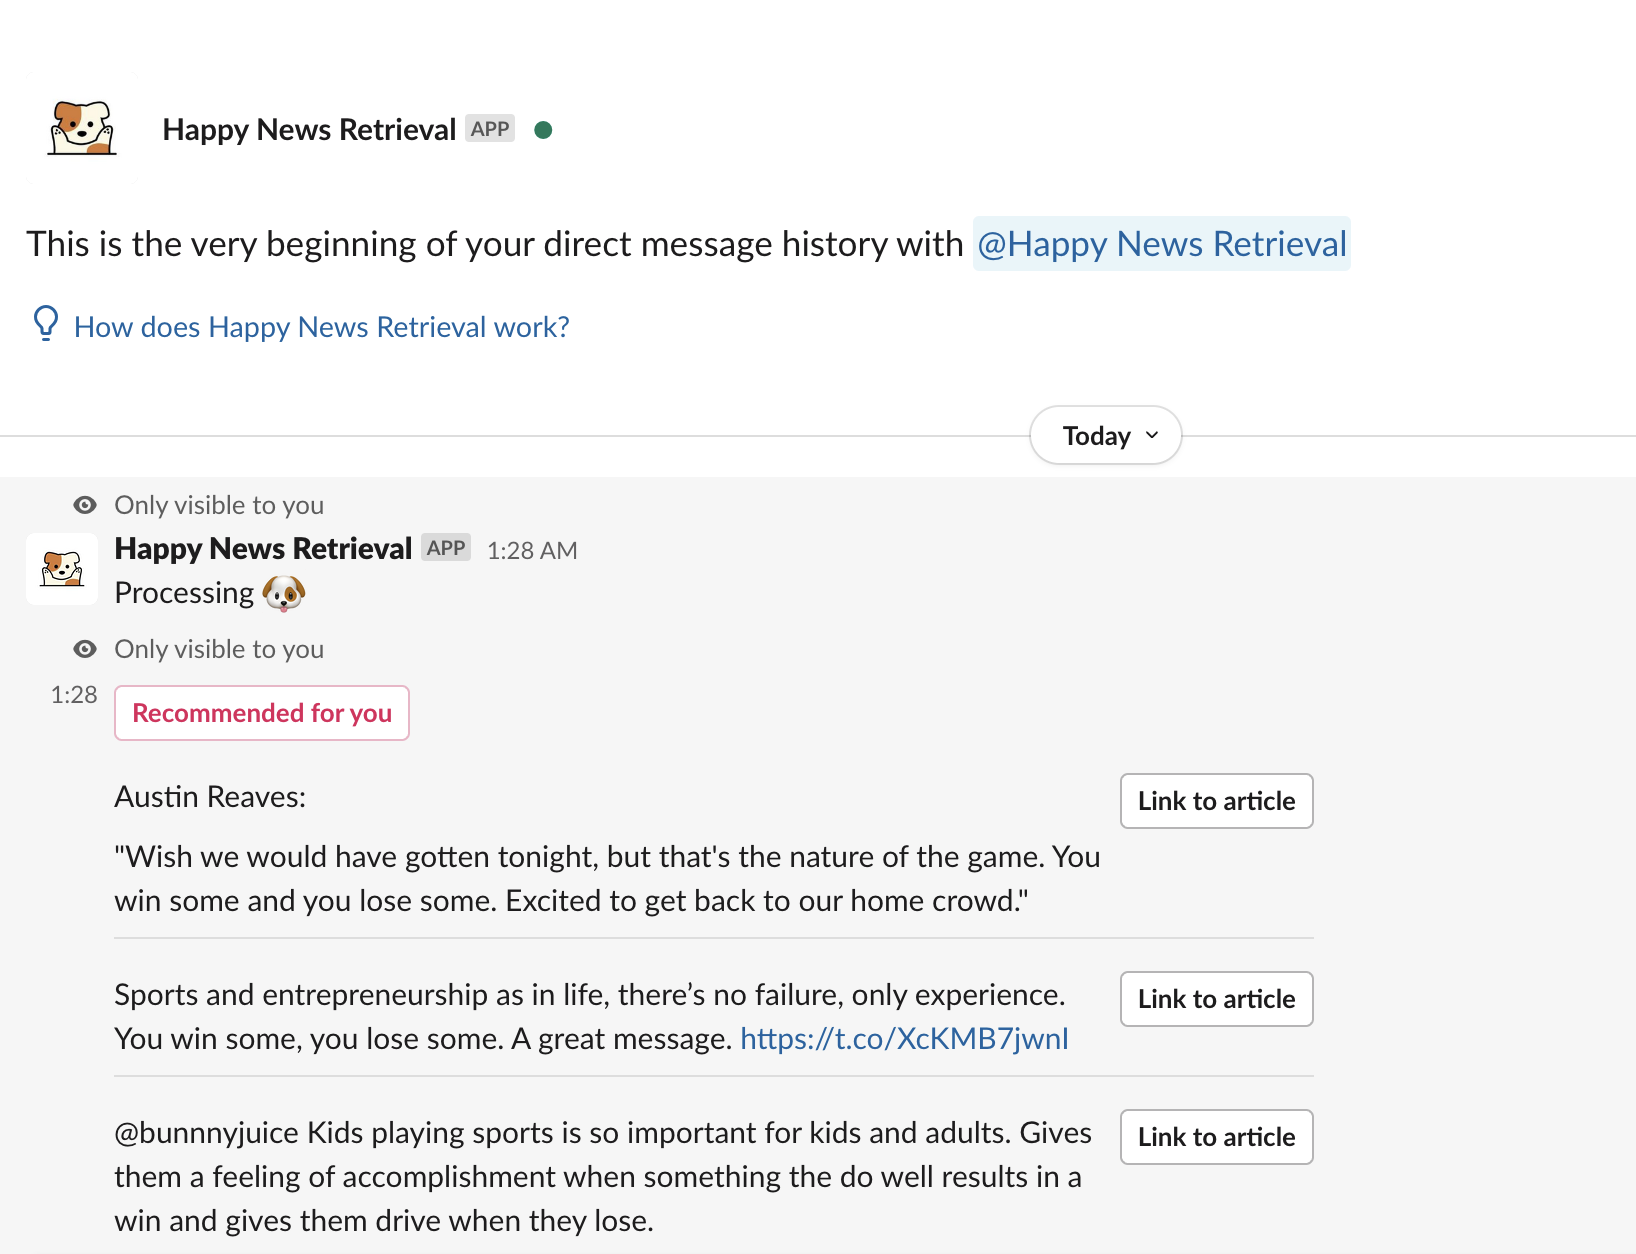 Happy News Retrieval APP
This is the very beginning of your direct message history with @Happy News Retrieval
How does Happy News Retrieval work?
Today
Only visible to you
Happy News Retrieval APP 1:28 AM
Processing
Only visible to you
1:28 Recommended for you
Austin Reaves: Link to article
"Wish we would have gotten tonight, but that's the nature of the game. You
win some and you lose some. Excited to get back to our home crowd."
Sports and entrepreneurship as in life, there’s no failure, only experience. Link to article
You win some, you lose some. A great message. https://t.co/XcKMB7jwnI
@bunnnyjuice Kids playing sports is so important for kids and adults. Gives Link to article
them a feeling of accomplishment when something the do well results in a
win and gives them drive when they lose.